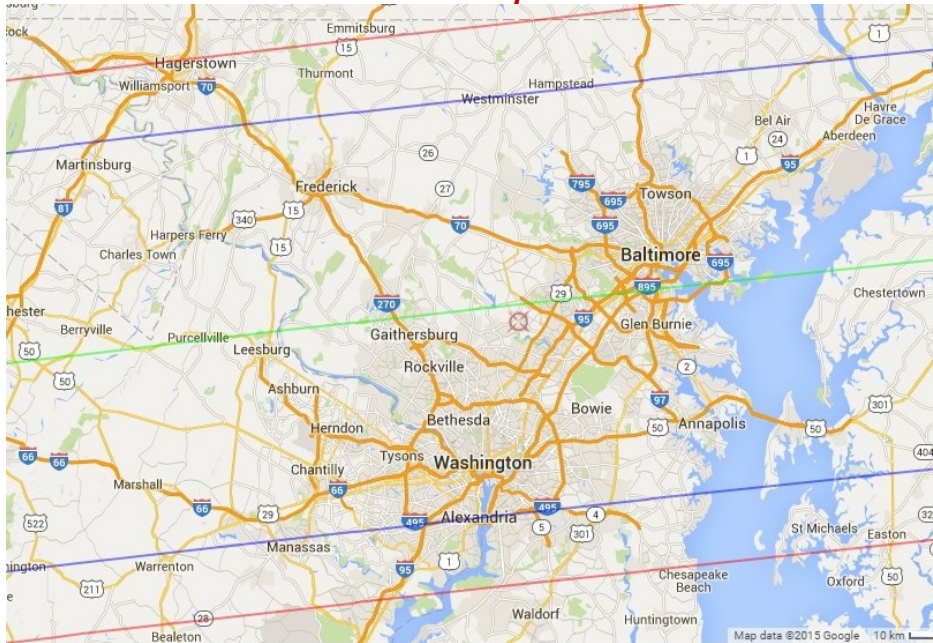 Emmitsburg
1
15
Hagerstown
Thurmont
Hampstead
Williamsport
70
Westminster
Havre
De Grace
Bel Air
24
Aberdeen
Martinsburg
26
1
95
795
Frederick
27
Towson
695
81
15
340
70
695
Harpers Ferry
15
Baltimore
695
Charles Town
895
29
Chestertown
270
hester
95
Glen Burnie
Berryville
Purcellville
Gaithersburg
50
Leesburg
Rockville
2
50
Ashburn
97
301
Bowie
Bethesda
Annapolis
Herndon
50
50
66
66
Tysons
Washington
404
Chantilly
66
Marshall
66
29
495
Alexandria
495
4
32
522
5
301
St Michaels
Easton
Manassas
1
ington
Warrenton
95
Chesapeake
Beach
211
Oxford
50
e
28
Waldorf
Huntingtown
Bealeton
Map data ©2015 Google
10 km